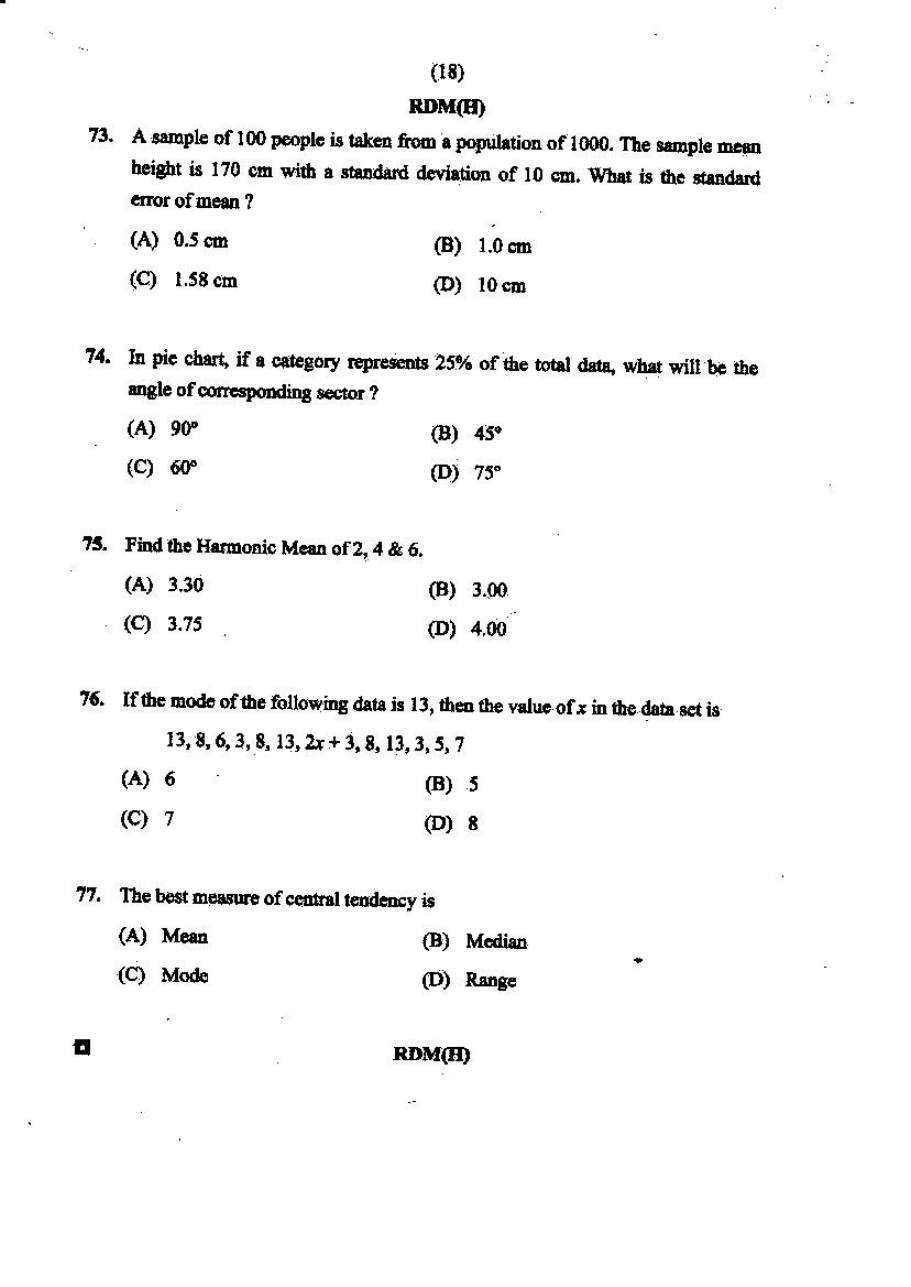 (18)
RDM(H)
73. A sample of 100 people is taken from a population of 1000. The sample mean
height is 170 cm with a standard deviation of 10 cm. What is the standard
error of mean ?
(A) 0.5 cm (B) 1.0 cm
(C) 1.58 cm (D) 10 cm
74. In pie chart, if a category represents 25% of the total data, what will be the
angle of corresponding sector ?
(A) 90° (B) 45°
(C) 60° (D) 75°
75. Find the Harmonic Mean of 2, 4 & 6.
(A) 3.30 (B) 3.00
(C) 3.75 (D) 4.00
76. If the mode of the following data is 13, then the value of x in the data set is
13, 8, 6, 3, 8, 13, 2x + 3, 8, 13, 3, 5, 7
(A) 6 (B) 5
(C) 7 (D) 8
77. The best measure of central tendency is
(A) Mean (B) Median
(C) Mode (D) Range
RDM(H)